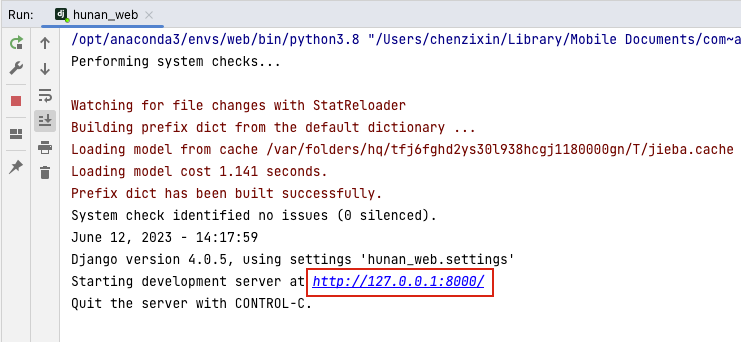 Run: hunan_web
/opt/anaconda3/envs/web/bin/python3.8 "/Users/chenzixin/Library/Mobile Documents/com~a
Performing system checks...
Watching for file changes with StatReloader
Building prefix dict from the default dictionary ...
Loading model from cache /var/folders/hq/tfj6fghd2ys30l938hcgj1180000gn/T/jieba.cache
Loading model cost 1.141 seconds.
Prefix dict has been built successfully.
System check identified no issues (0 silenced).
June 12, 2023 - 14:17:59
Django version 4.0.5, using settings 'hunan_web.settings'
Starting development server at http://127.0.0.1:8000/
Quit the server with CONTROL-C.